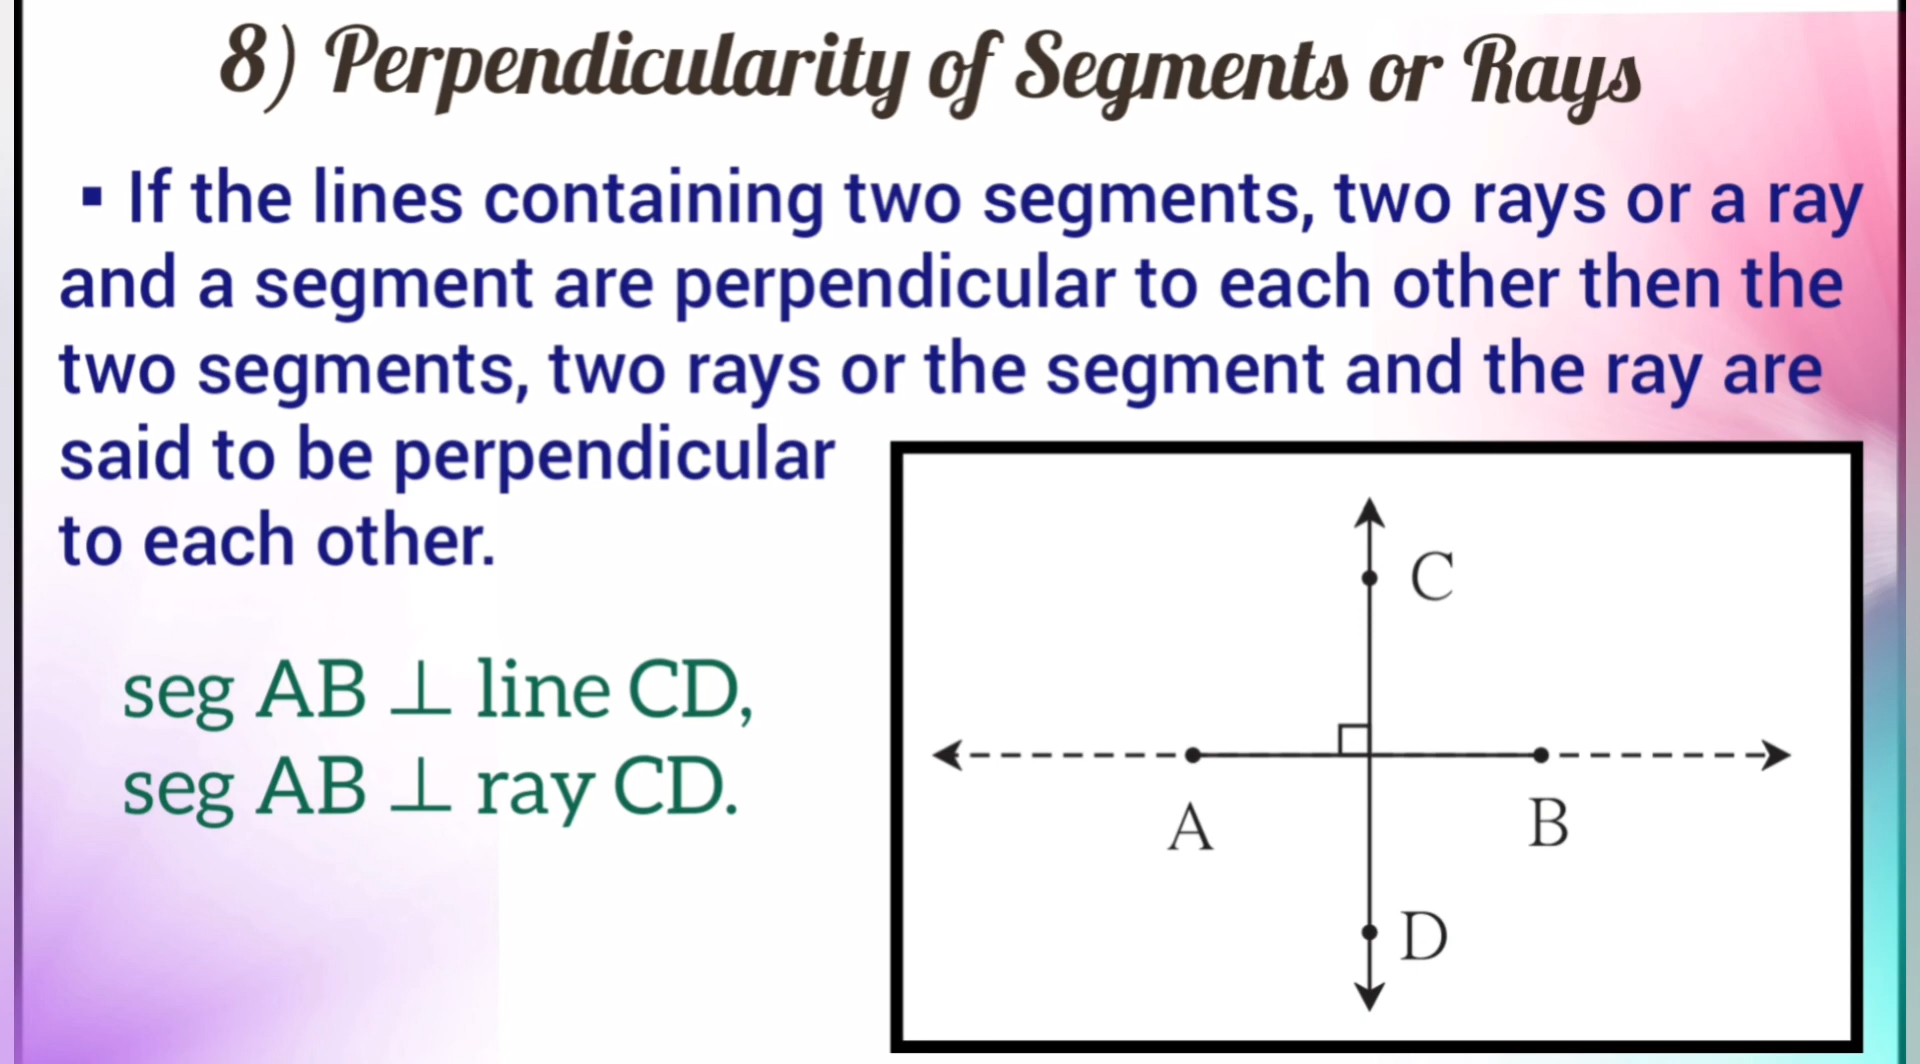 8) Perpendicularity of Segments or Rays
▪ If the lines containing two segments, two rays or a ray
and a segment are perpendicular to each other then the
two segments, two rays or the segment and the ray are
said to be perpendicular
to each other.
seg AB ⊥ line CD,
seg AB ⊥ ray CD.
C
A
B
D